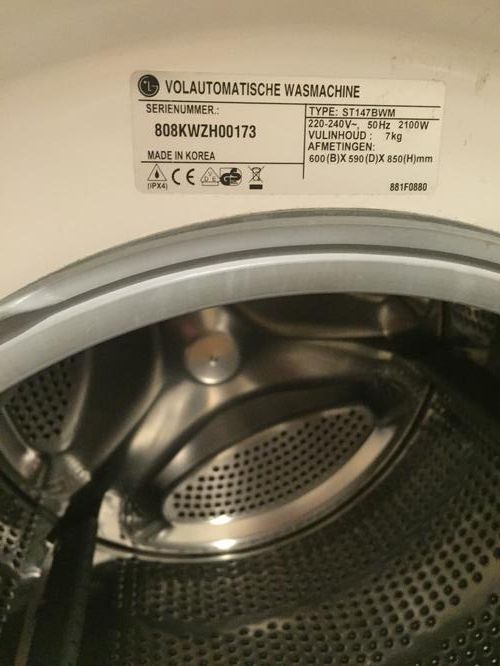 LG VOLAUTOMATISCHE WASMACHINE
SERIENUMMER:
808KWZH00173
MADE IN KOREA
(IPX4) CE
TYPE: ST147BWM
220-240V~, 50Hz 2100W
VULINHOUD : 7kg
AFMETINGEN:
600(B)X 590(D)X 850(H)mm
881F0880